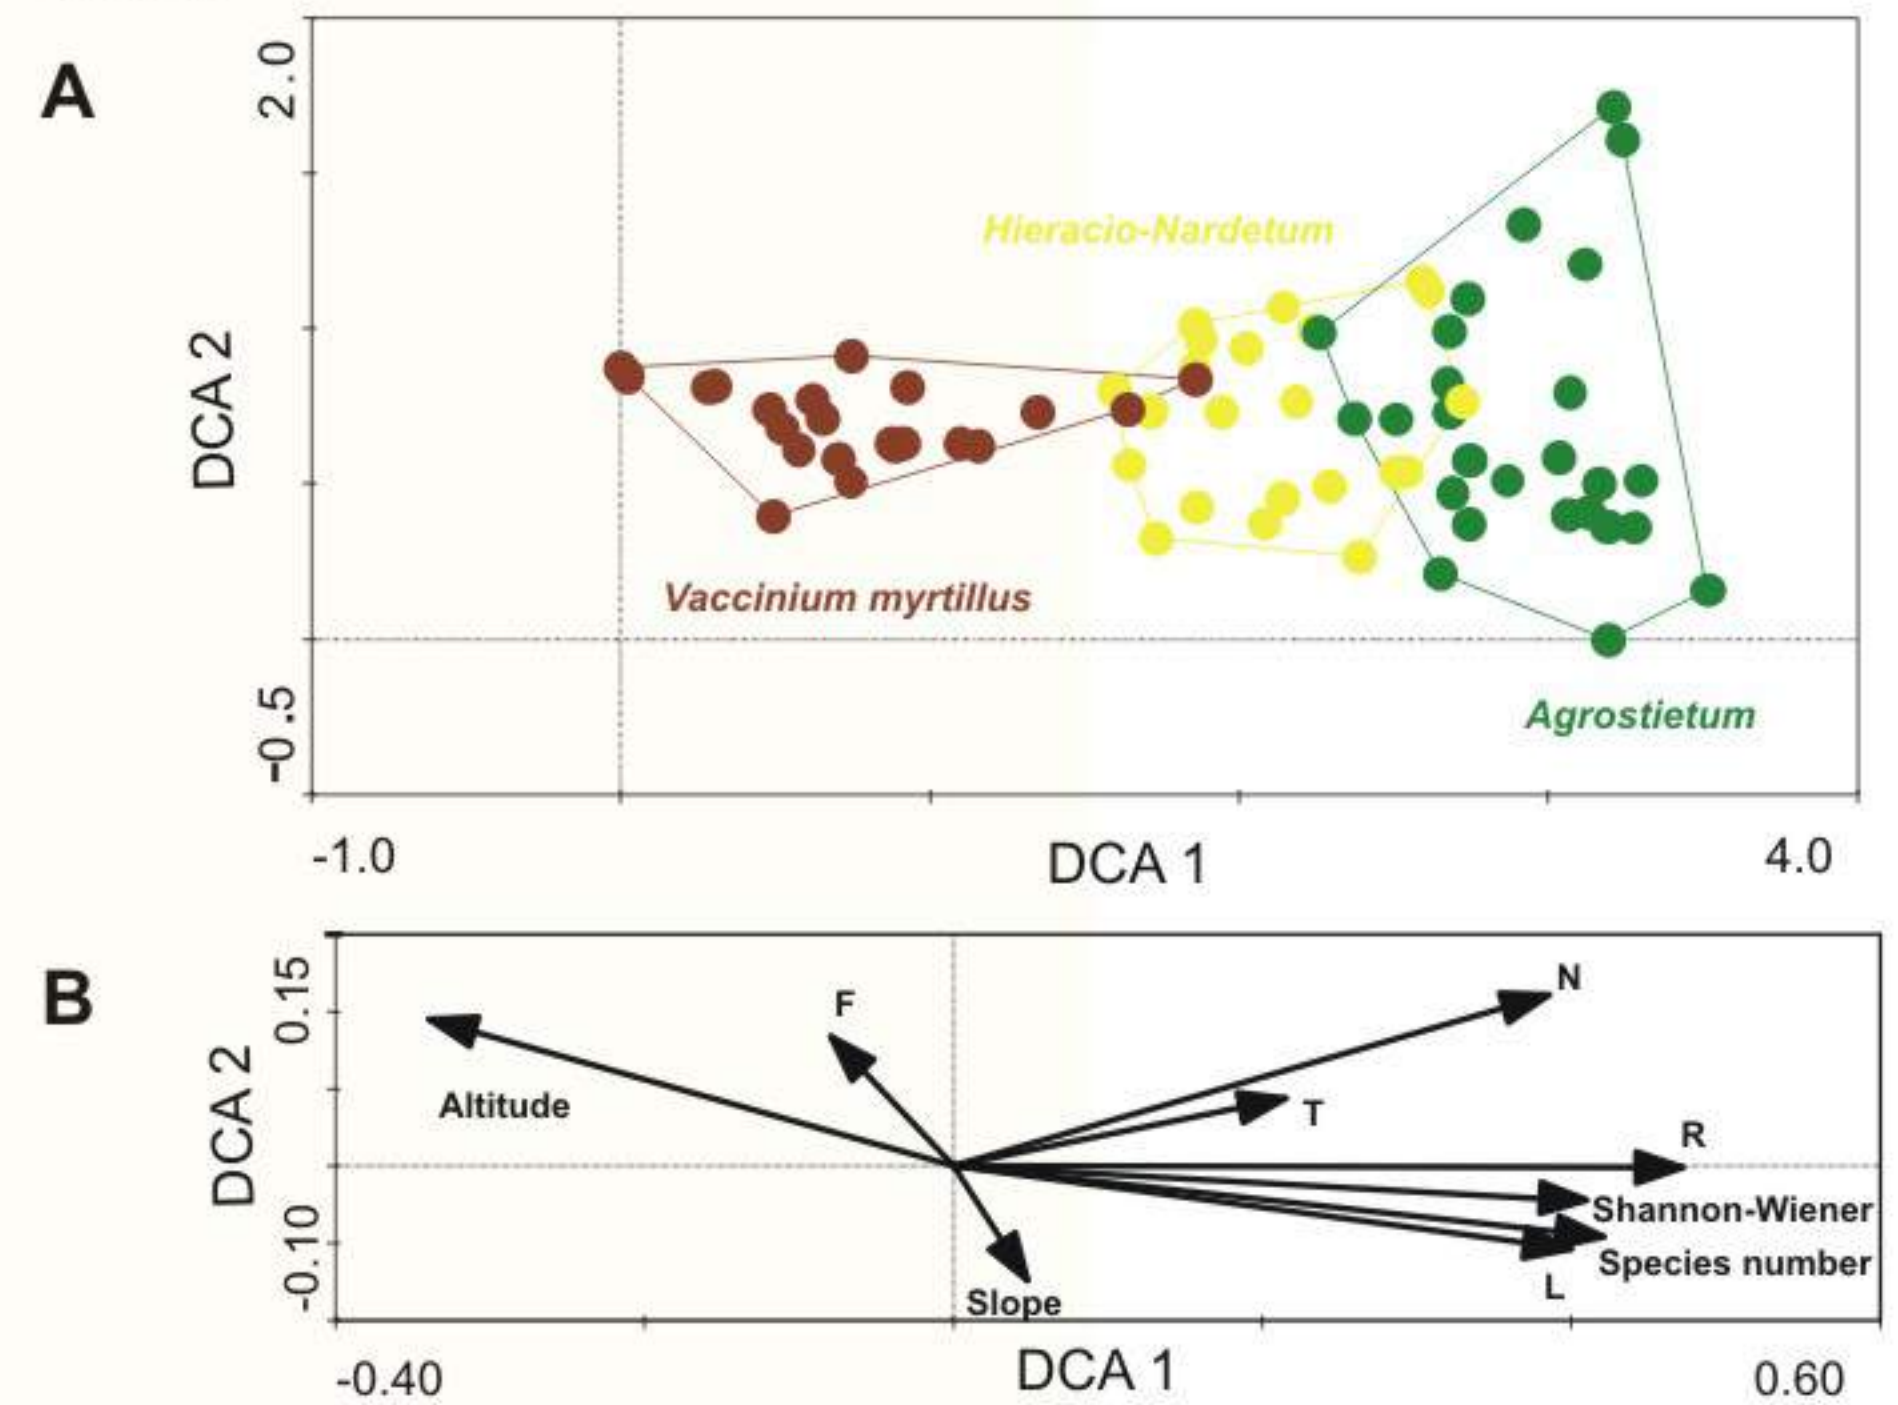 A
2.0
Hieracio-Nardetum
DCA 2
Vaccinium myrtillus
-0.5
Agrostietum
-1.0
DCA 1
4.0
B
0.15
F
N
DCA 2
Altitude
T
R
Shannon-Wiener
Species number
-0.10
L
Slope
-0.40
DCA 1
0.60